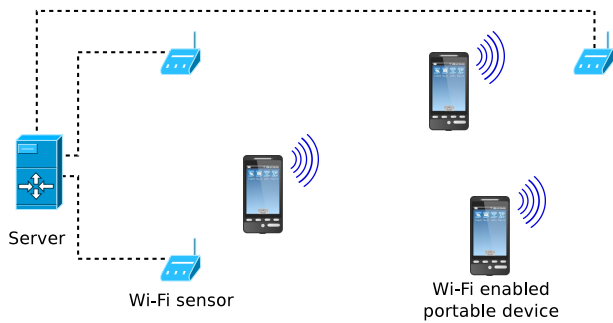 Server
Wi-Fi sensor
Wi-Fi enabled
portable device